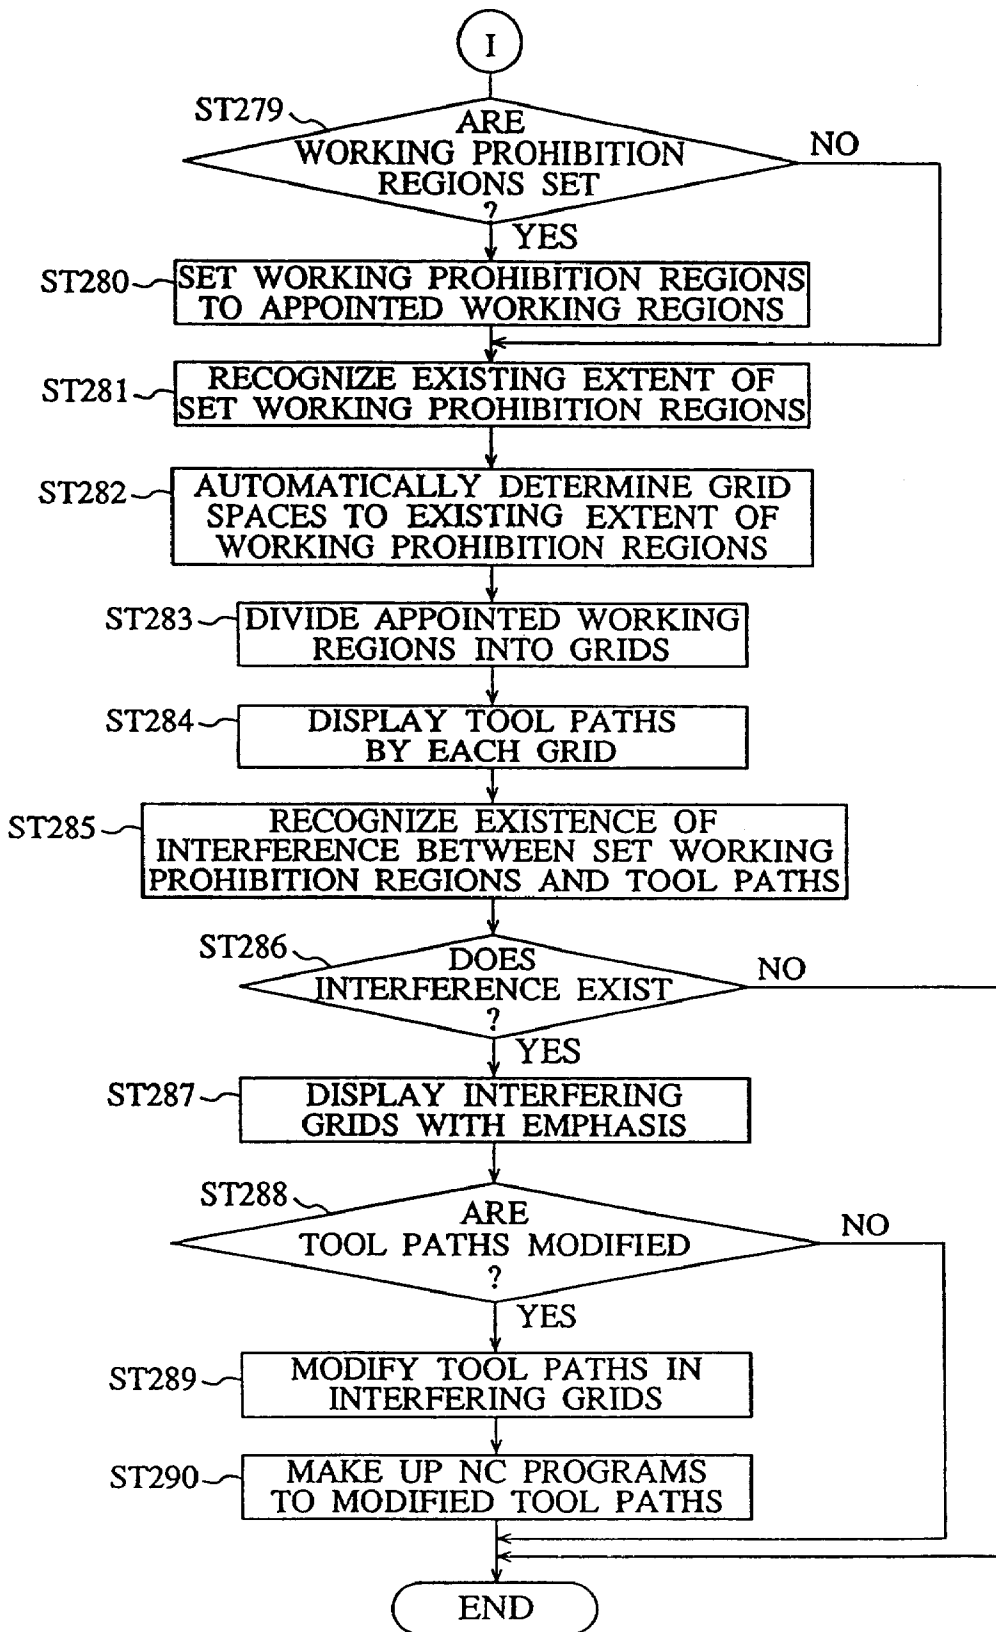 I
ST279
ARE
WORKING PROHIBITION
REGIONS SET
?
NO
YES
ST280
SET WORKING PROHIBITION REGIONS
TO APPOINTED WORKING REGIONS
ST281
RECOGNIZE EXISTING EXTENT OF
SET WORKING PROHIBITION REGIONS
ST282
AUTOMATICALLY DETERMINE GRID
SPACES TO EXISTING EXTENT OF
WORKING PROHIBITION REGIONS
ST283
DIVIDE APPOINTED WORKING
REGIONS INTO GRIDS
ST284
DISPLAY TOOL PATHS
BY EACH GRID
ST285
RECOGNIZE EXISTENCE OF
INTERFERENCE BETWEEN SET WORKING
PROHIBITION REGIONS AND TOOL PATHS
ST286
DOES
INTERFERENCE EXIST
?
NO
YES
ST287
DISPLAY INTERFERING
GRIDS WITH EMPHASIS
ST288
ARE
TOOL PATHS MODIFIED
?
NO
YES
ST289
MODIFY TOOL PATHS IN
INTERFERING GRIDS
ST290
MAKE UP NC PROGRAMS
TO MODIFIED TOOL PATHS
END